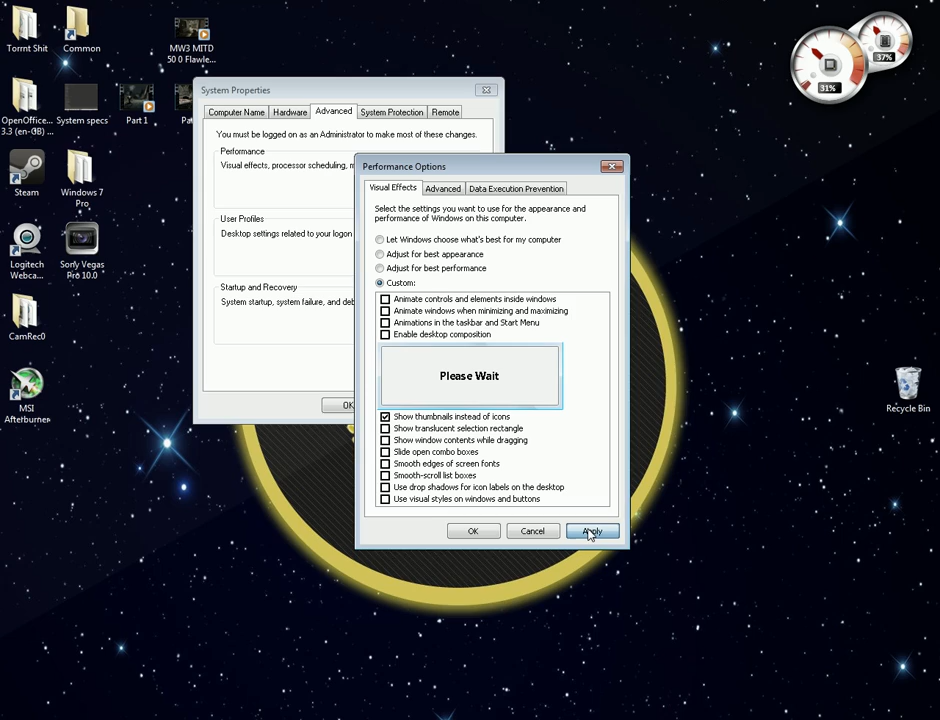 Torrnt Shit
Common
MW3 MITD
50 0 Flawle...
OpenOffice...
3.3 (en-GB) ...
System specs
Part 1
Pa
Steam
Windows 7
Pro
Logitech
Webca...
Sony Vegas
Pro 10.0
CamRec0
MSI
Afterburner
Recycle Bin
31%
37%
System Properties
Computer Name
Hardware
Advanced
System Protection
Remote
You must be logged on as an Administrator to make most of these changes.
Performance
Visual effects, processor scheduling, m
User Profiles
Desktop settings related to your logon
Startup and Recovery
System startup, system failure, and deb
OK
Performance Options
Visual Effects
Advanced
Data Execution Prevention
Select the settings you want to use for the appearance and
performance of Windows on this computer.
Let Windows choose what's best for my computer
Adjust for best appearance
Adjust for best performance
Custom:
Animate controls and elements inside windows
Animate windows when minimizing and maximizing
Animations in the taskbar and Start Menu
Enable desktop composition
Please Wait
Show thumbnails instead of icons
Show translucent selection rectangle
Show window contents while dragging
Slide open combo boxes
Smooth edges of screen fonts
Smooth-scroll list boxes
Use drop shadows for icon labels on the desktop
Use visual styles on windows and buttons
OK
Cancel
Apply